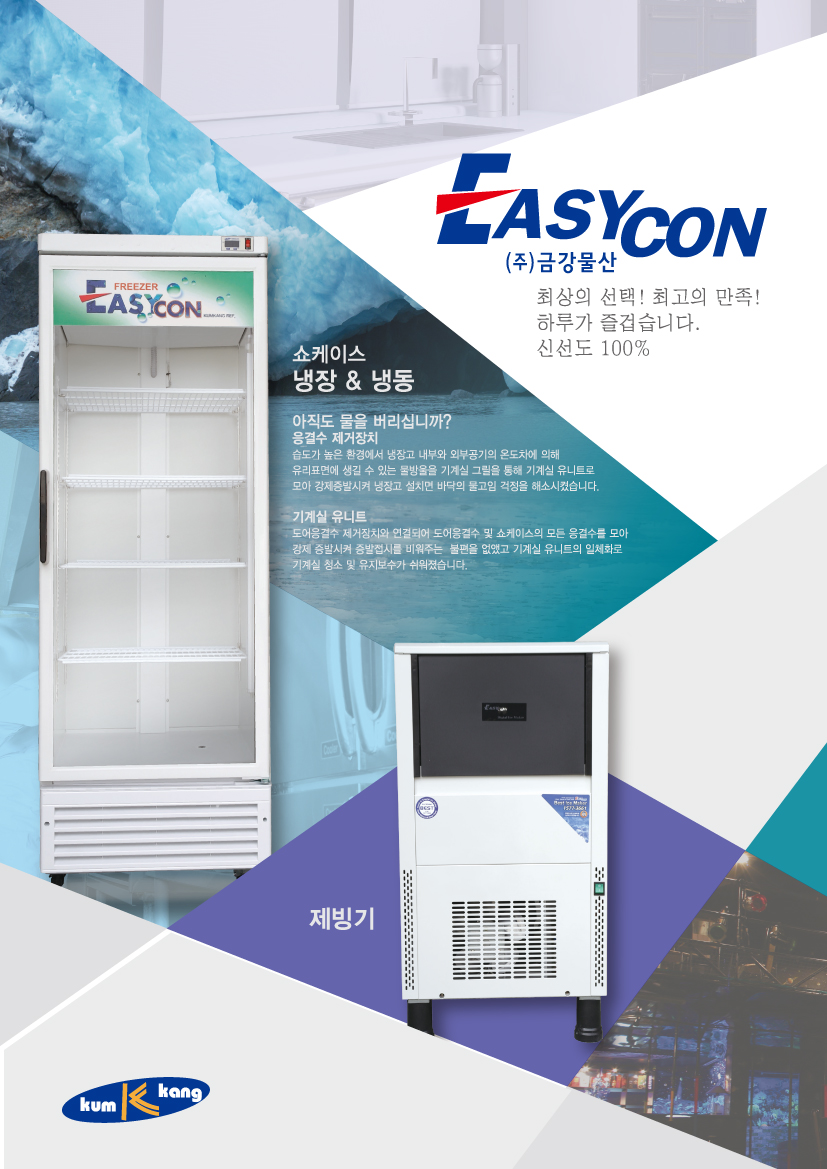 EASYCON
(주)금강물산
최상의 선택! 최고의 만족!
하루가 즐겁습니다.
신선도 100%
FREEZER
EASYCON
KUMKANG REF.
쇼케이스
냉장 & 냉동
아직도 물을 버리십니까?
응결수 제거장치
습도가 높은 환경에서 냉장고 내부와 외부공기의 온도차에 의해
유리표면에 생길 수 있는 물방울을 기계실 그릴을 통해 기계실 유니트로
모아 강제증발시켜 냉장고 설치면 바닥의 물고임 걱정을 해소시켰습니다.
기계실 유니트
도어응결수 제거장치와 연결되어 도어응결수 및 쇼케이스의 모든 응결수를 모아
강제 증발시켜 증발접시를 비워주는 불편을 없앴고 기계실 유니트의 일체화로
기계실 청소 및 유지보수가 쉬워졌습니다.
BEST
Best Ice Maker
1577-3661
제빙기
kum kang